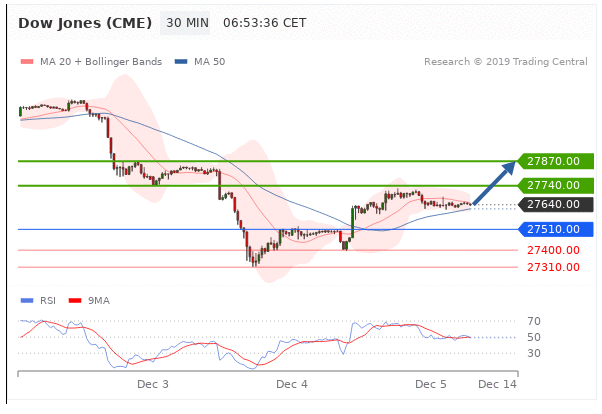 Dow Jones (CME) 30 MIN 06:53:36 CET
MA 20 + Bollinger Bands MA 50 Research © 2019 Trading Central
27870.00
27740.00
27640.00
27510.00
27400.00
27310.00
RSI 9MA
70
50
30
Dec 3 Dec 4 Dec 5 Dec 14